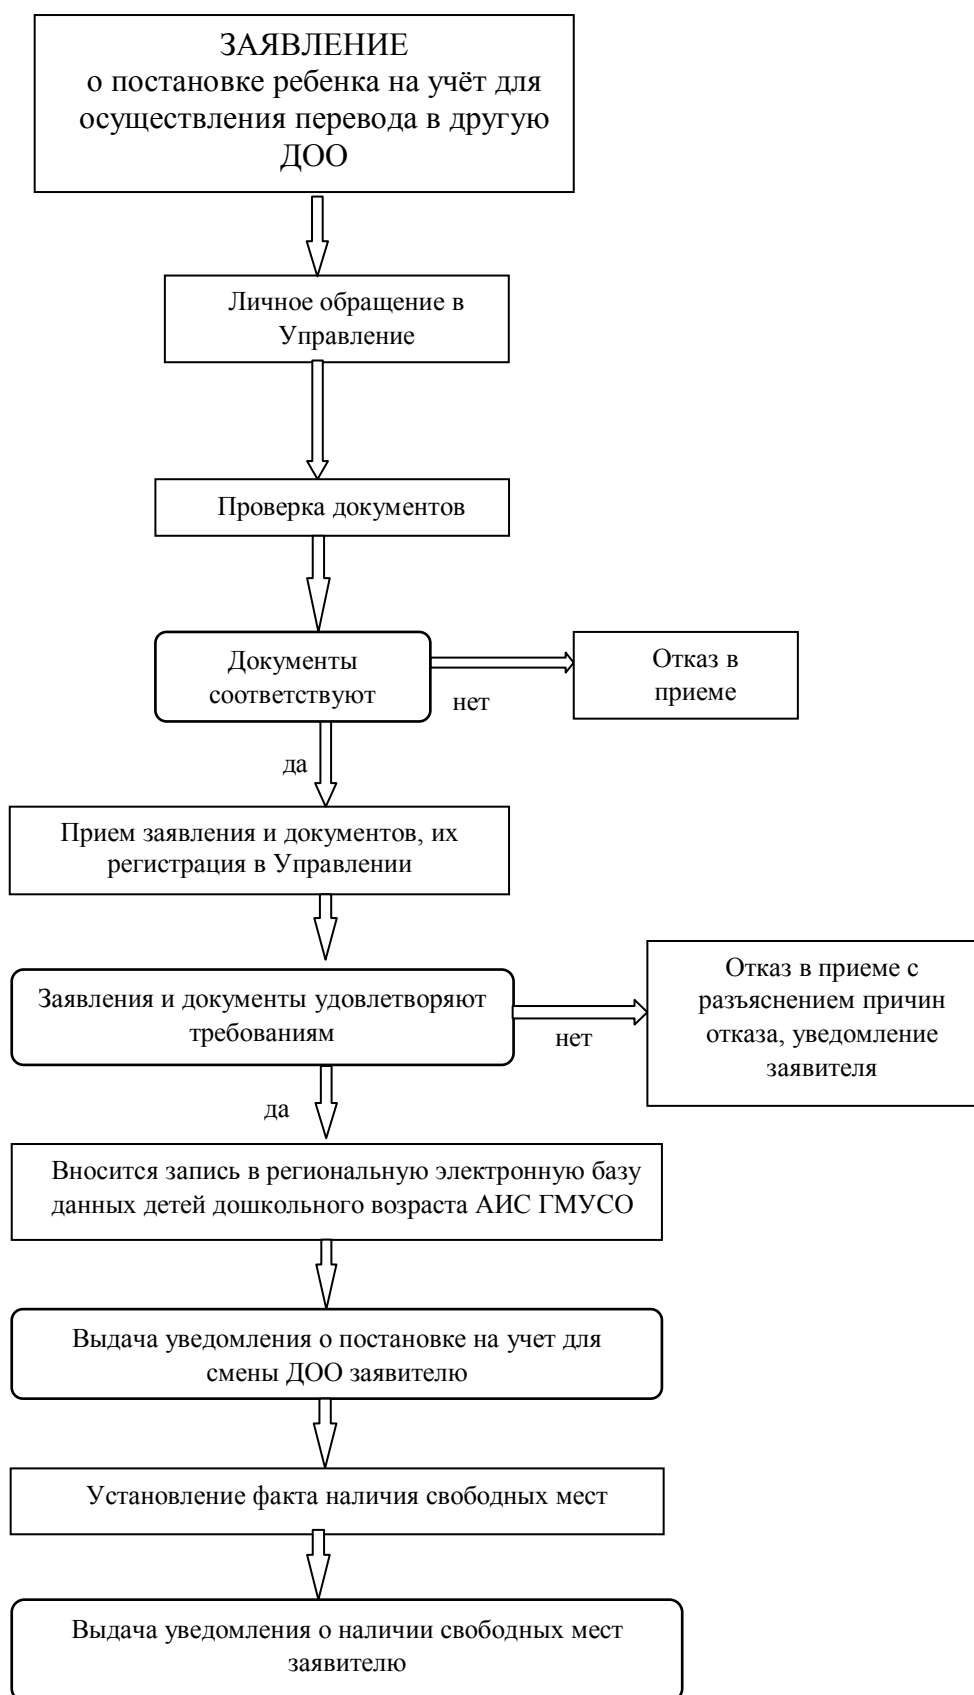 ЗАЯВЛЕНИЕ
о постановке ребенка на учёт для
осуществления перевода в другую
ДОО
Личное обращение в
Управление
Проверка документов
Документы
соответствуют
нет
Отказ в
приеме
да
Прием заявления и документов, их
регистрация в Управлении
Заявления и документы удовлетворяют
требованиям
нет
Отказ в приеме с
разъяснением причин
отказа, уведомление
заявителя
да
Вносится запись в региональную электронную базу
данных детей дошкольного возраста АИС ГМУСО
Выдача уведомления о постановке на учет для
смены ДОО заявителю
Установление факта наличия свободных мест
Выдача уведомления о наличии свободных мест
заявителю